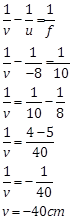 1/v - 1/u = 1/f
1/v - 1/-8 = 1/10
1/v = 1/10 - 1/8
1/v = 4-5/40
1/v = - 1/40
v = -40cm